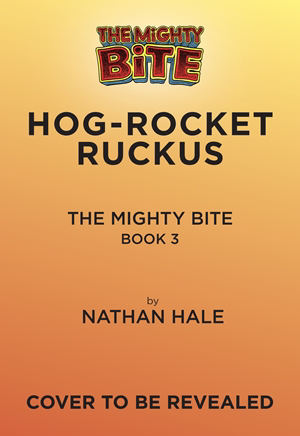 THE MiGHTY
BiTE
HOG-ROCKET
RUCKUS
THE MIGHTY BITE
BOOK 3
by
NATHAN HALE
COVER TO BE REVEALED